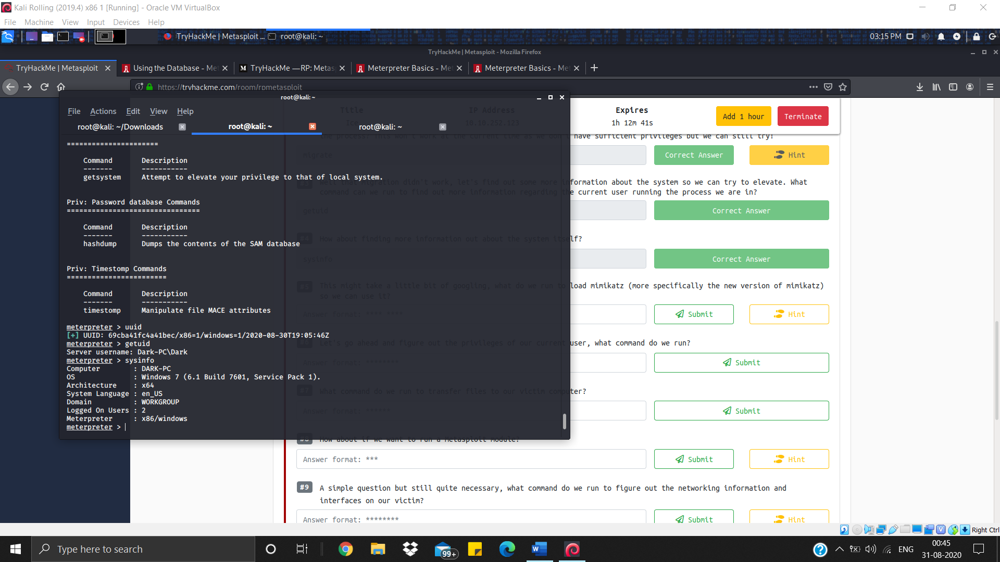 Kali Rolling (2019.4) x86 1 [Running] - Oracle VM VirtualBox
File Machine View Input Devices Help
TryHackMe | Metasploit ... root@kali: ~ 03:15 PM
TryHackMe | Metasploit - Mozilla Firefox
TryHackMe | Metasploit Using the Database - Me TryHackMe — RP: Metas Meterpreter Basics - Me Meterpreter Basics - Me
https://tryhackme.com/room/rpmetasploit
root@kali: ~
File Actions Edit View Help
Title IP Address Expires
Ice 10.10.252.123 1h 12m 41s
Add 1 hour Terminate
root@kali: ~/Downloads root@kali: ~ root@kali: ~
the process: This won't work at the current time as we don't have sufficient privileges but we can still try!
=======================
Command Description
------- -----------
getsystem Attempt to elevate your privilege to that of local system.
Priv: Password database Commands
================================
Command Description
------- -----------
hashdump Dumps the contents of the SAM database
Priv: Timestomp Commands
========================
Command Description
------- -----------
timestomp Manipulate file MACE attributes
meterpreter > uuid
[+] UUID: 69cba41fc4a41bec/x86=1/windows=1/2020-08-30T19:05:46Z
meterpreter > getuid
Server username: Dark-PC\Dark
meterpreter > sysinfo
Computer : DARK-PC
OS : Windows 7 (6.1 Build 7601, Service Pack 1).
Architecture : x64
System Language : en_US
Domain : WORKGROUP
Logged On Users : 2
Meterpreter : x86/windows
meterpreter >
migrate Correct Answer Hint
#3 Well that migration didn't work, let's find out some more information about the system so we can try to elevate. What
command can we run to find out more information regarding the current user running the process we are in?
getuid Correct Answer
#4 How about finding more information out about the system itself?
sysinfo Correct Answer
#5 This might take a little bit of googling, what do we run to load mimikatz (more specifically the new version of mimikatz)
so we can use it?
Answer format: **** **** Submit Hint
#6 Let's go ahead and figure out the privileges of our current user, what command do we run?
Answer format: ******** Submit
#7 What command do we run to transfer files to our victim computer?
Answer format: ****** Submit
#8 How about if we want to run a Metasploit module?
Answer format: *** Submit Hint
#9 A simple question but still quite necessary, what command do we run to figure out the networking information and
interfaces on our victim?
Answer format: ******** Submit Hint
Right Ctrl
Type here to search 99+ ENG 00:45
31-08-2020